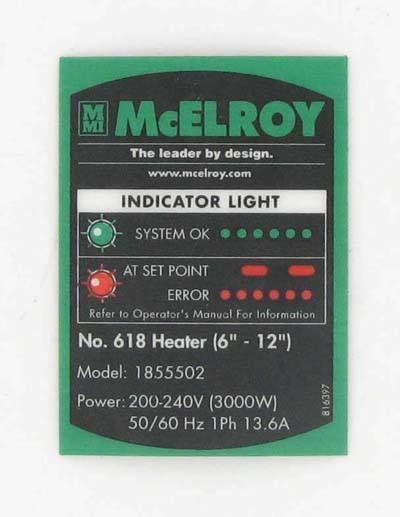 MMI McELROY
The leader by design.
www.mcelroy.com
INDICATOR LIGHT
SYSTEM OK
AT SET POINT
ERROR
Refer to Operator's Manual For Information
No. 618 Heater (6" - 12")
Model: 1855502
Power: 200-240V (3000W)
50/60 Hz 1Ph 13.6A
816397